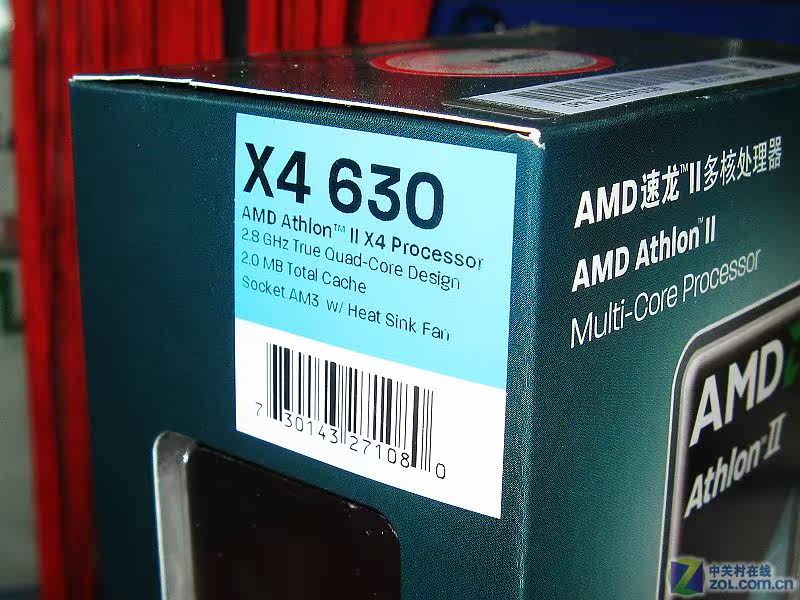 X4 630
AMD Athlon™ II X4 Processor
2.8 GHz True Quad-Core Design
2.0 MB Total Cache
Socket AM3 w/ Heat Sink Fan
7 30143 27108 0
AMD速龙™II多核处理器
AMD Athlon™ II
Multi-Core Processor
AMD
Athlon™ II
中关村在线
ZOL.COM.CN